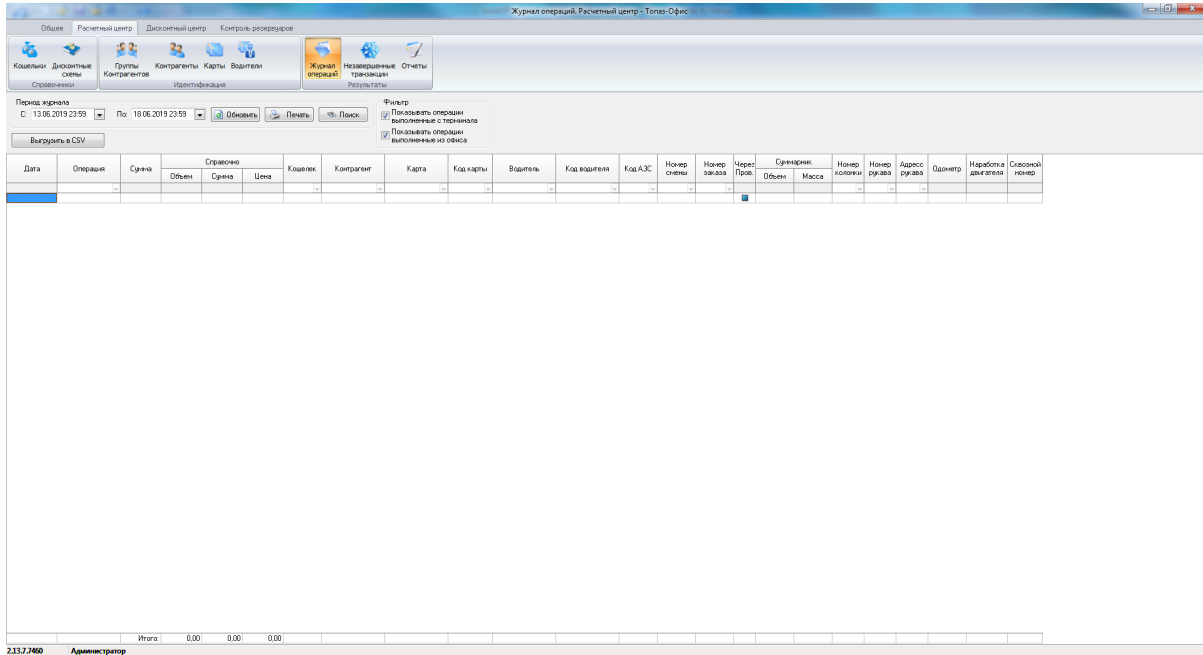 Журнал операций. Расчетный центр - Топаз-Офис
Общее Расчетный центр Дисконтный центр Контроль резервуаров
Кошельки Дисконтные схемы Группы Контрагентов Контрагенты Карты Водители Журнал операций Незавершенные транзакции Отчеты
Справочники Идентификация Результаты
Период журнала
С: 13.06.2019 23:59 По: 18.06.2019 23:59 Обновить Печать Поиск
Выгрузить в CSV
Фильтр
Показывать операции
выполненные с терминала
Показывать операции
выполненные из офиса
Дата Операция Сумма Справочно Объем Сумма Цена Кошелек Контрагент Карта Код карты Водитель Код водителя Код АЗС Номер смены Номер заказа Через Пров. Суммарник Объем Масса Номер колонки Номер рукава Адресс рукава Одометр Наработка двигателя Сквозной номер
Итого: 0,00 0,00 0,00
2.13.7.7460 Администратор